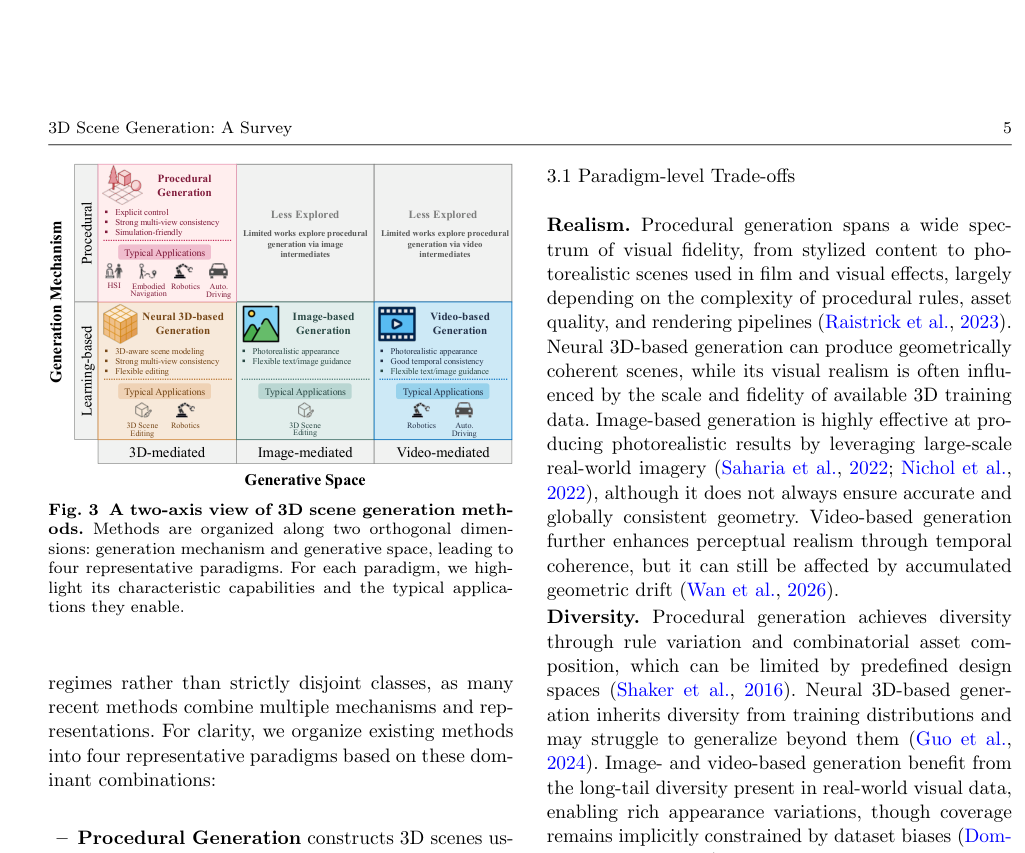 3D Scene Generation: A Survey
5
Generation Mechanism
Procedural
Learning-based
Procedural
Generation
▪ Explicit control
▪ Strong multi-view consistency
▪ Simulation-friendly
Typical Applications
HSI
Embodied
Navigation
Robotics
Auto.
Driving
Less Explored
Limited works explore procedural
generation via image
intermediates
Less Explored
Limited works explore procedural
generation via video
intermediates
Neural 3D-based
Generation
▪ 3D-aware scene modeling
▪ Strong multi-view consistency
▪ Flexible editing
Typical Applications
3D Scene
Editing
Robotics
Image-based
Generation
▪ Photorealistic appearance
▪ Flexible text/image guidance
Typical Applications
3D Scene
Editing
Video-based
Generation
▪ Photorealistic appearance
▪ Good temporal consistency
▪ Flexible text/image guidance
Typical Applications
Robotics
Auto.
Driving
3D-mediated
Image-mediated
Video-mediated
Generative Space
Fig. 3 A two-axis view of 3D scene generation meth-
ods. Methods are organized along two orthogonal dimen-
sions: generation mechanism and generative space, leading to
four representative paradigms. For each paradigm, we high-
light its characteristic capabilities and the typical applica-
tions they enable.
regimes rather than strictly disjoint classes, as many
recent methods combine multiple mechanisms and rep-
resentations. For clarity, we organize existing methods
into four representative paradigms based on these dom-
inant combinations:
– Procedural Generation constructs 3D scenes us-
3.1 Paradigm-level Trade-offs
Realism. Procedural generation spans a wide spec-
trum of visual fidelity, from stylized content to pho-
torealistic scenes used in film and visual effects, largely
depending on the complexity of procedural rules, asset
quality, and rendering pipelines (Raistrick et al., 2023).
Neural 3D-based generation can produce geometrically
coherent scenes, while its visual realism is often influ-
enced by the scale and fidelity of available 3D training
data. Image-based generation is highly effective at pro-
ducing photorealistic results by leveraging large-scale
real-world imagery (Saharia et al., 2022; Nichol et al.,
2022), although it does not always ensure accurate and
globally consistent geometry. Video-based generation
further enhances perceptual realism through temporal
coherence, but it can still be affected by accumulated
geometric drift (Wan et al., 2026).
Diversity. Procedural generation achieves diversity
through rule variation and combinatorial asset com-
position, which can be limited by predefined design
spaces (Shaker et al., 2016). Neural 3D-based gener-
ation inherits diversity from training distributions and
may struggle to generalize beyond them (Guo et al.,
2024). Image- and video-based generation benefit from
the long-tail diversity present in real-world visual data,
enabling rich appearance variations, though coverage
remains implicitly constrained by dataset biases (Dom-